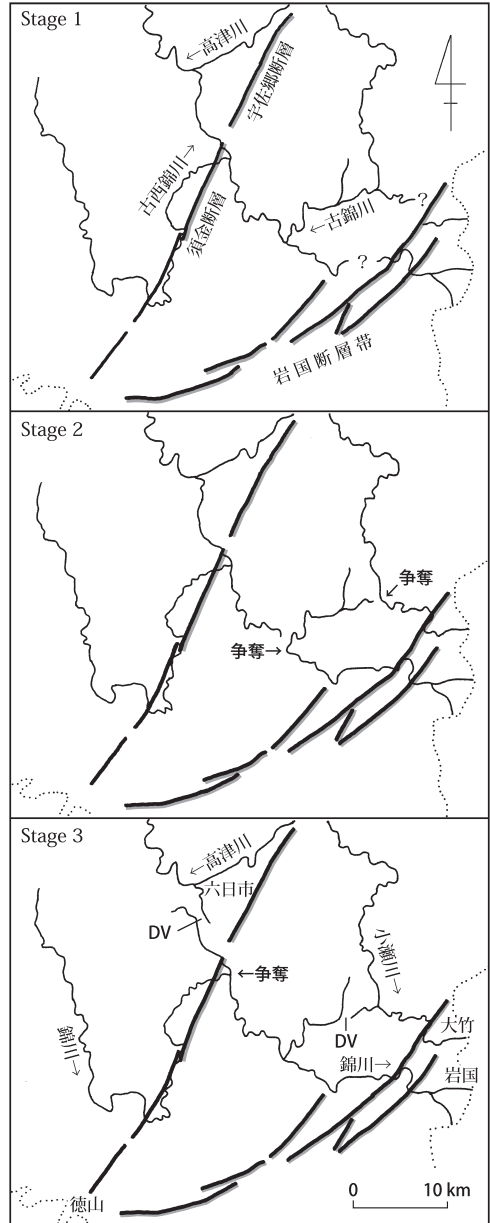 Stage 1
←高津川
宇佐郷断層
古西錦川→
須金断層
←古錦川
?
?
岩国断層帯
Stage 2
争奪
争奪→
Stage 3
←高津川
六日市
DV
←争奪
小瀬川→
DV
大竹
錦川→
錦川→
岩国
徳山
0 10 km